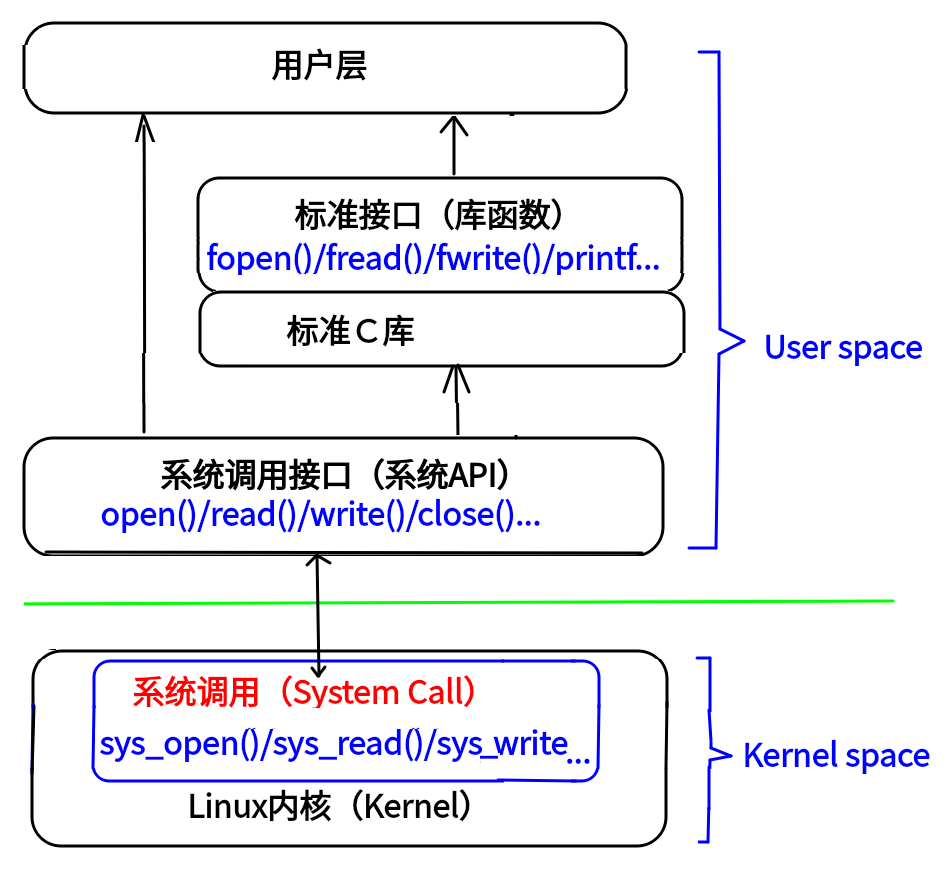 用户层
标准接口（库函数）
fopen()/fread()/fwrite()/printf...
标准C库
User space
系统调用接口（系统API）
open()/read()/write()/close()...
系统调用（System Call）
sys_open()/sys_read()/sys_write...
Kernel space
Linux内核（Kernel）